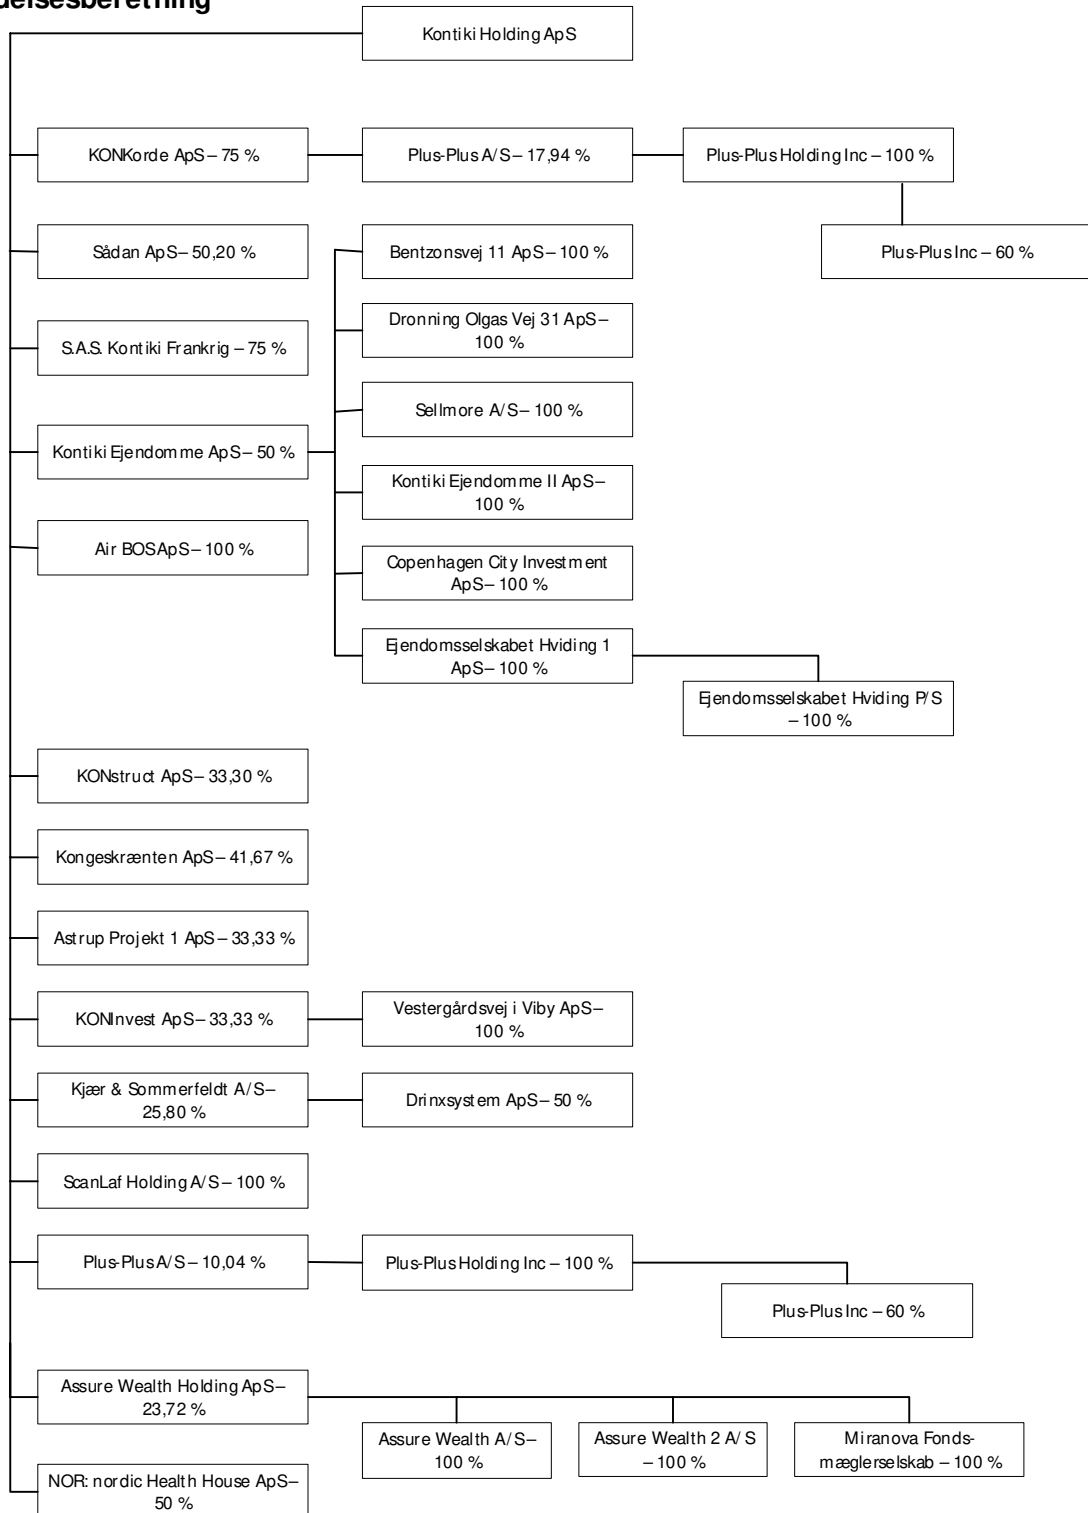 Kontiki Holding ApS
KONKorde ApS – 75 %
Plus-Plus A/S – 17,94 %
Plus-Plus Holding Inc – 100 %
Sådan ApS – 50,20 %
Bentzonsvej 11 ApS – 100 %
Plus-Plus Inc – 60 %
Dronning Olgas Vej 31 ApS –
100 %
S.A.S. Kontiki Frankrig – 75 %
Sellmore A/S – 100 %
Kontiki Ejendomme ApS – 50 %
Kontiki Ejendomme II ApS –
100 %
Air BOS ApS – 100 %
Copenhagen City Investment
ApS – 100 %
Ejendomsselskabet Hviding 1
ApS – 100 %
Ejendomsselskabet Hviding P/S
– 100 %
KONstruct ApS – 33,30 %
Kongeskrænten ApS – 41,67 %
Astrup Projekt 1 ApS – 33,33 %
KONInvest ApS – 33,33 %
Vestergårdsvej i Viby ApS –
100 %
Kjær & Sommerfeldt A/S –
25,80 %
Drinxsystem ApS – 50 %
ScanLaf Holding A/S – 100 %
Plus-Plus A/S – 10,04 %
Plus-Plus Holding Inc – 100 %
Plus-Plus Inc – 60 %
Assure Wealth Holding ApS –
23,72 %
Assure Wealth A/S –
100 %
Assure Wealth 2 A/S
– 100 %
Miranova Fonds-
mæglerselskab – 100 %
NOR: nordic Health House ApS –
50 %